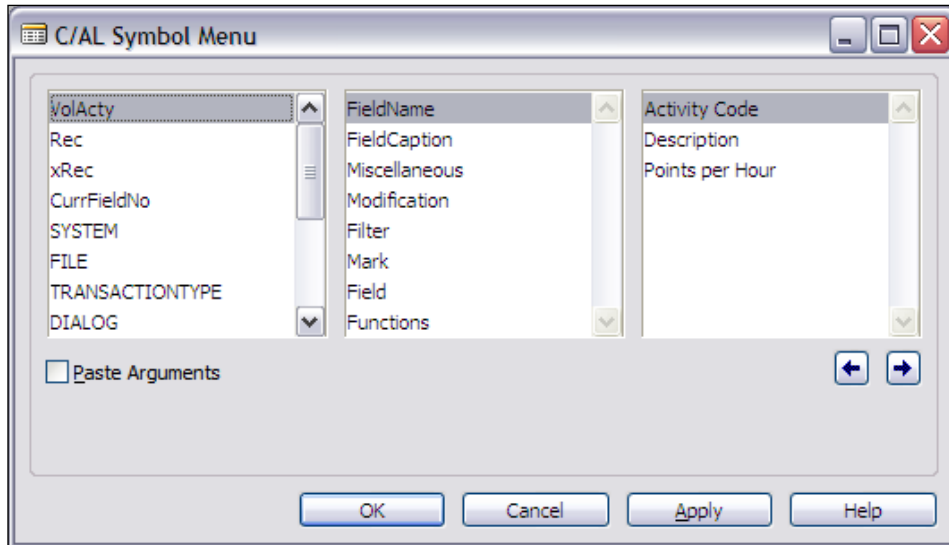 C/AL Symbol Menu
VolActy
Rec
xRec
CurrFieldNo
SYSTEM
FILE
TRANSACTIONTYPE
DIALOG
FieldName
FieldCaption
Miscellaneous
Modification
Filter
Mark
Field
Functions
Activity Code
Description
Points per Hour
Paste Arguments
OK Cancel Apply Help